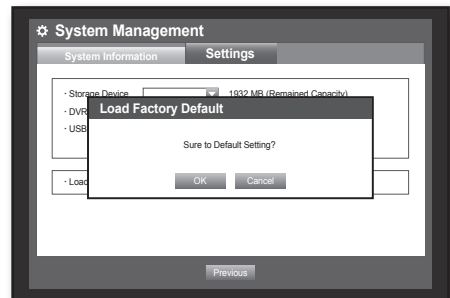 System Management
System Information
Settings
· Storage Device
1932 MB (Remained Capacity)
· DVR
· USB
Load Factory Default
Sure to Default Setting?
· Load
OK
Cancel
Previous